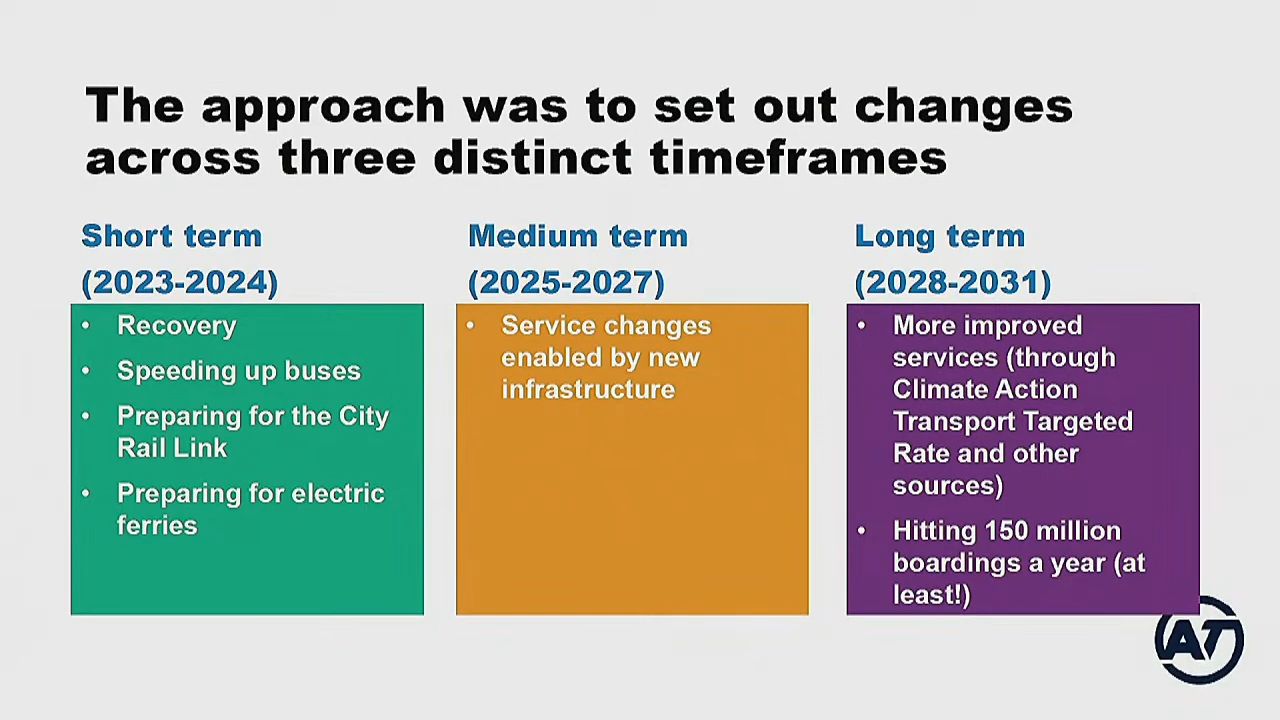 The approach was to set out changes
across three distinct timeframes
Short term
(2023-2024)
• Recovery
• Speeding up buses
• Preparing for the City
Rail Link
• Preparing for electric
ferries
Medium term
(2025-2027)
• Service changes
enabled by new
infrastructure
Long term
(2028-2031)
• More improved
services (through
Climate Action
Transport Targeted
Rate and other
sources)
• Hitting 150 million
boardings a year (at
least!)
AT